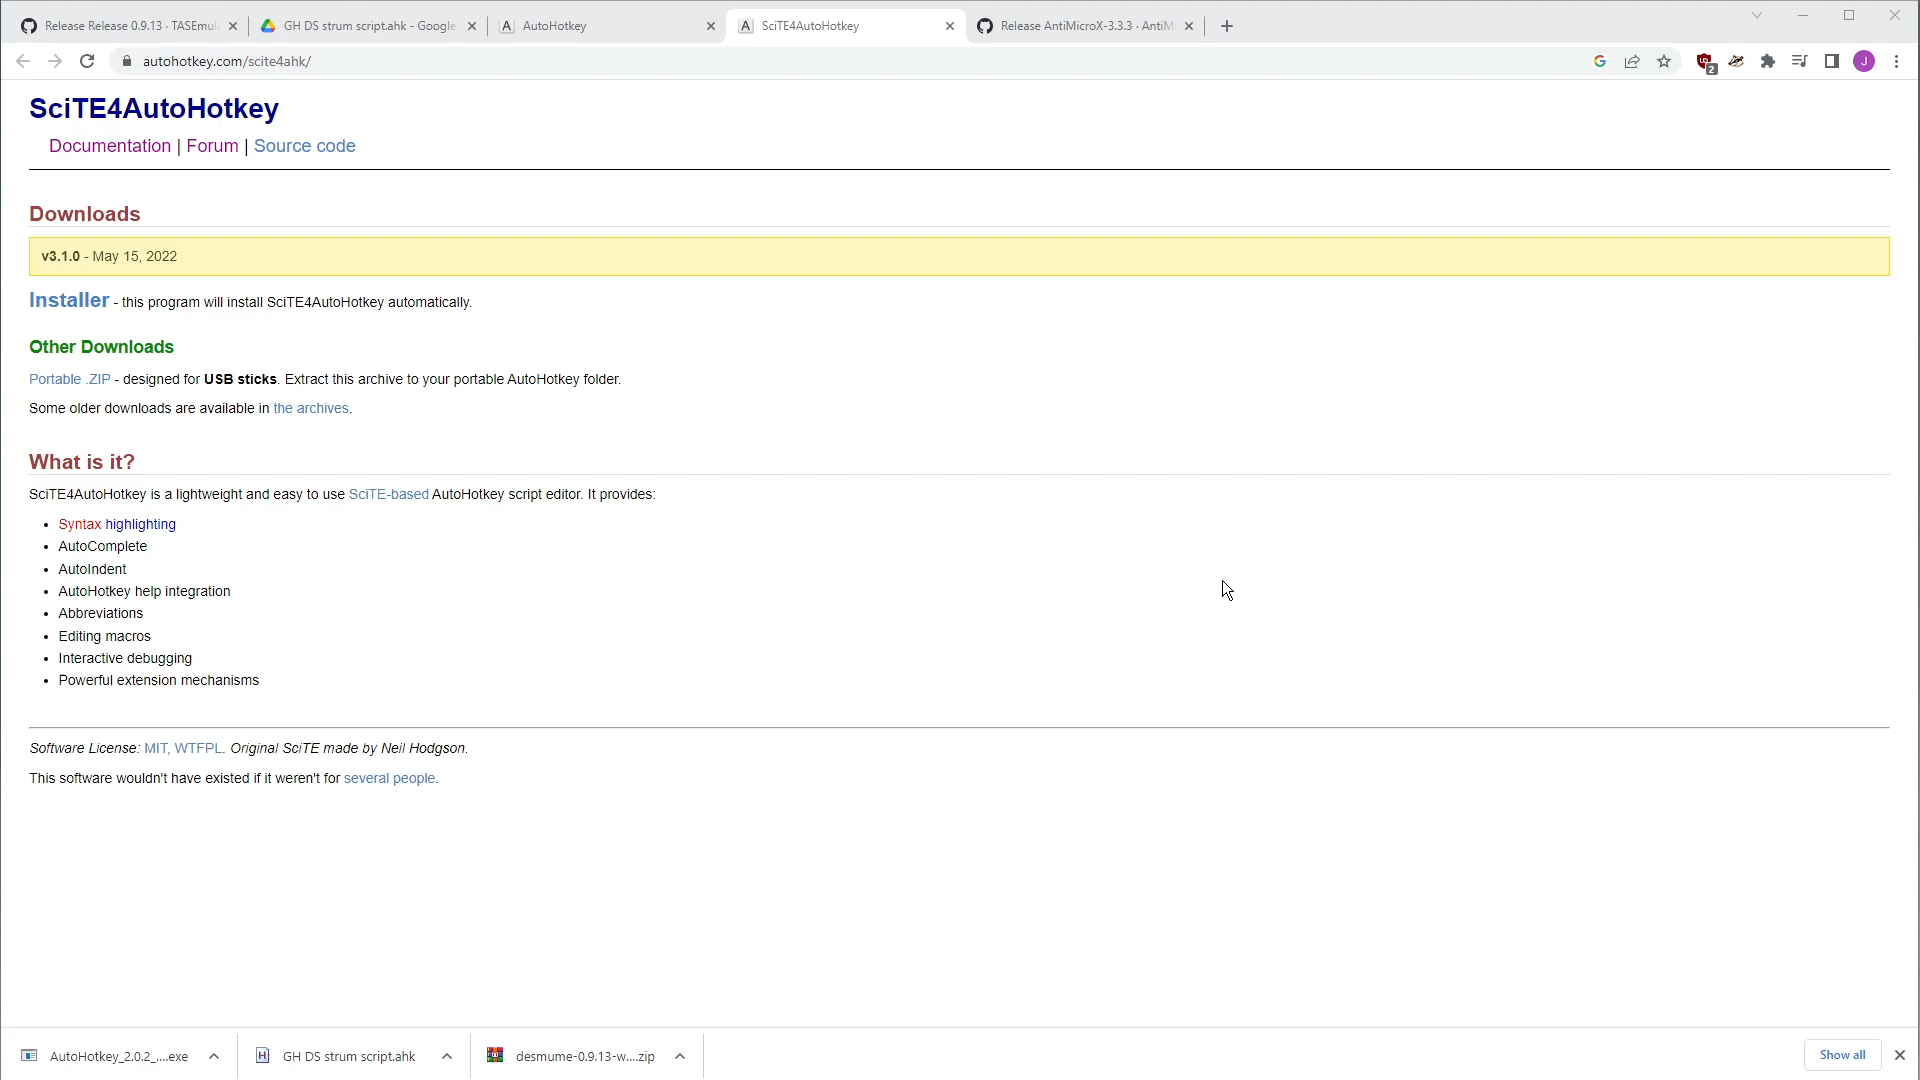 Release Release 0.9.13 · TASEmul
GH DS strum script.ahk - Google
AutoHotkey
SciTE4AutoHotkey
Release AntiMicroX-3.3.3 · AntiM
autohotkey.com/scite4ahk/
2
J
SciTE4AutoHotkey
Documentation | Forum | Source code
Downloads
v3.1.0 - May 15, 2022
Installer - this program will install SciTE4AutoHotkey automatically.
Other Downloads
Portable .ZIP - designed for USB sticks. Extract this archive to your portable AutoHotkey folder.
Some older downloads are available in the archives.
What is it?
SciTE4AutoHotkey is a lightweight and easy to use SciTE-based AutoHotkey script editor. It provides:
• Syntax highlighting
• AutoComplete
• AutoIndent
• AutoHotkey help integration
• Abbreviations
• Editing macros
• Interactive debugging
• Powerful extension mechanisms
Software License: MIT, WTFPL. Original SciTE made by Neil Hodgson.
This software wouldn't have existed if it weren't for several people.
AutoHotkey_2.0.2_....exe
GH DS strum script.ahk
desmume-0.9.13-w....zip
Show all